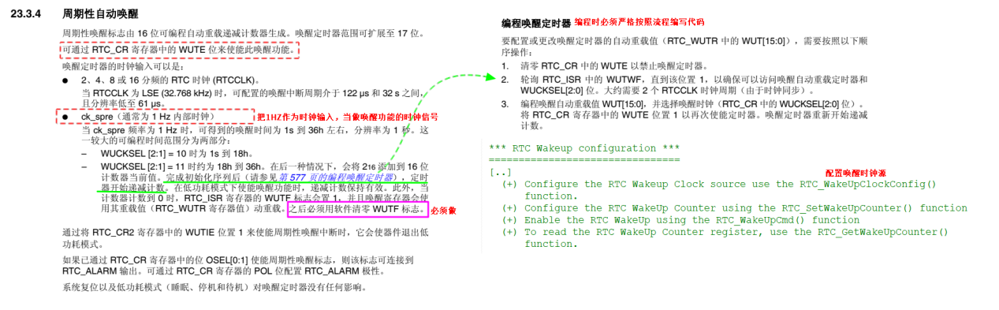 23.3.4 周期性自动唤醒
周期性唤醒标志由 16 位可编程自动重载递减计数器生成。唤醒定时器范围可扩展至 17 位。
可通过 RTC_CR 寄存器中的 WUTE 位来使能此唤醒功能。
唤醒定时器的时钟输入可以是：
● 2、4、8 或 16 分频的 RTC 时钟 (RTCCLK)。
当 RTCCLK 为 LSE (32.768 kHz) 时，可配置的唤醒中断周期介于 122 µs 和 32 s 之间，
且分辨率低至 61 µs。
● ck_spre（通常为 1 Hz 内部时钟） 把1HZ作为时钟输入，当做唤醒功能的时钟信号
当 ck_spre 频率为 1 Hz 时，可得到的唤醒时间为 1s 到 36h 左右，分辨率为 1 秒。这
一较大的可编程时间范围分为两部分：
– WUCKSEL [2:1] = 10 时为 1s 到 18h。
– WUCKSEL [2:1] = 11 时约为 18h 到 36h。在后一种情况下，会将 216 添加到 16 位
计数器当前值。完成初始化序列后（请参见第 577 页的编程唤醒定时器），定时
器开始递减计数。在低功耗模式下使能唤醒功能时，递减计数保持有效。此外，当
计数器计数到 0 时，RTC_ISR 寄存器的 WUTF 标志会置 1，并且唤醒寄存器会使
用其重载值（RTC_WUTR 寄存器值）动重载。之后必须用软件清零 WUTF 标志。 必须做
通过将 RTC_CR2 寄存器中的 WUTIE 位置 1 来使能周期性唤醒中断时，它会使器件退出低
功耗模式。
如果已通过 RTC_CR 寄存器中的位 OSEL[0:1] 使能周期性唤醒标志，则该标志可连接到
RTC_ALARM 输出。可通过 RTC_CR 寄存器的 POL 位配置 RTC_ALARM 极性。
系统复位以及低功耗模式（睡眠、停机和待机）对唤醒定时器没有任何影响。
编程唤醒定时器 编程时必须严格按照流程编写代码
要配置或更改唤醒定时器的自动重载值（RTC_WUTR 中的 WUT[15:0]），需要按照以下顺
序操作：
1. 清零 RTC_CR 中的 WUTE 以禁止唤醒定时器。
2. 轮询 RTC_ISR 中的 WUTWF，直到该位置 1，以确保可以访问唤醒自动重载定时器和
WUCKSEL[2:0] 位。大约需要 2 个 RTCCLK 时钟周期（由于时钟同步）。
3. 编程唤醒自动重载值 WUT[15:0]，并选择唤醒时钟（RTC_CR 中的 WUCKSEL[2:0] 位）。
将 RTC_CR 寄存器中的 WUTE 位置 1 以再次使能定时器。唤醒定时器重新开始递减
计数。
*** RTC Wakeup configuration ***
================================
[..] 配置唤醒时钟源
(+) Configure the RTC Wakeup Clock source use the RTC_WakeUpClockConfig()
function.
(+) Configure the RTC WakeUp Counter using the RTC_SetWakeUpCounter() function
(+) Enable the RTC WakeUp using the RTC_WakeUpCmd() function
(+) To read the RTC WakeUp Counter register, use the RTC_GetWakeUpCounter()
function.